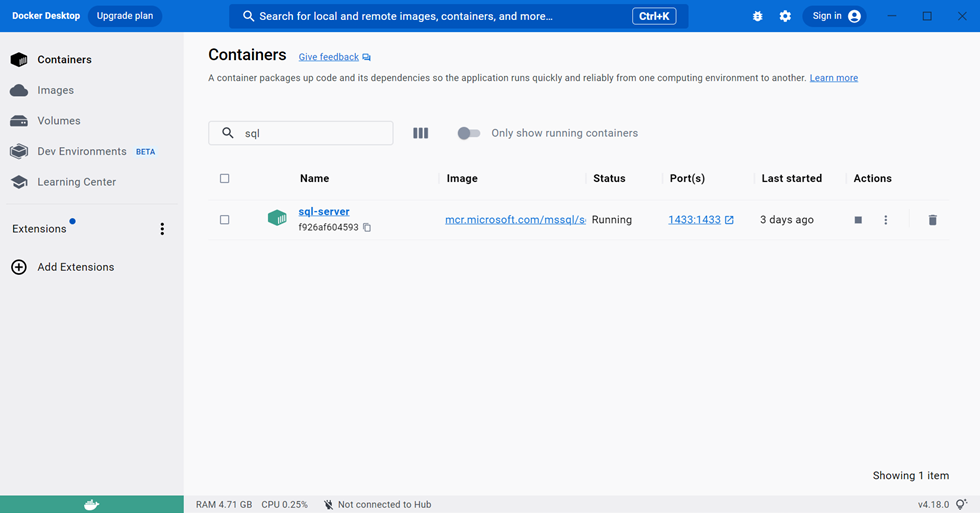 Docker Desktop Upgrade plan Search for local and remote images, containers, and more... Ctrl+K Sign in
Containers
Images
Volumes
Dev Environments BETA
Learning Center
Extensions
Add Extensions
Containers Give feedback
A container packages up code and its dependencies so the application runs quickly and reliably from one computing environment to another. Learn more
sql Only show running containers
Name Image Status Port(s) Last started Actions
sql-server mcr.microsoft.com/mssql/s Running 1433:1433 3 days ago
f926af604593
Showing 1 item
RAM 4.71 GB CPU 0.25% Not connected to Hub v4.18.0